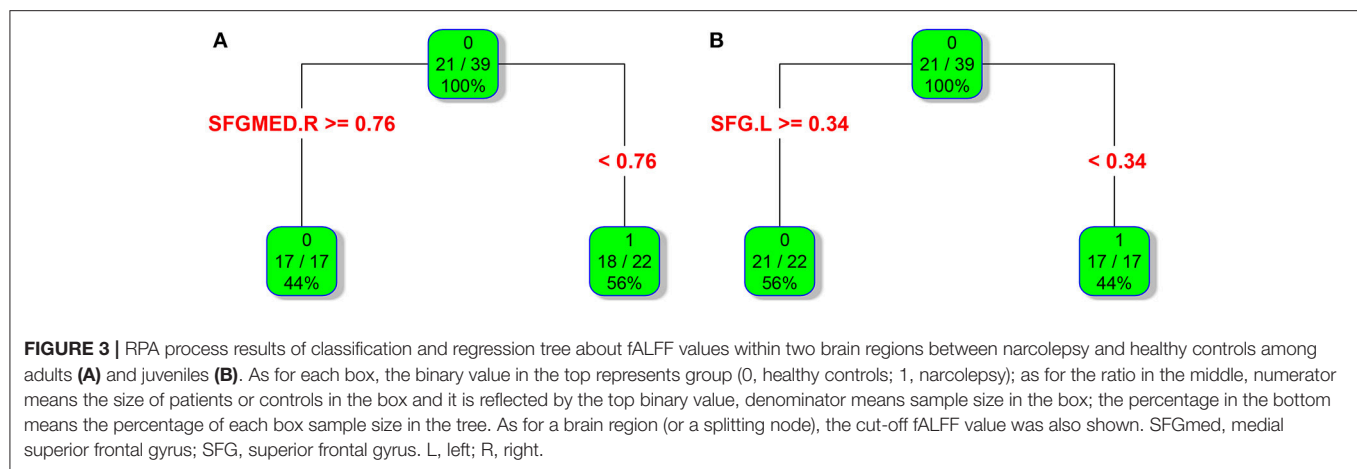 A
0
21 / 39
100%
SFGMED.R >= 0.76
< 0.76
0
17 / 17
44%
1
18 / 22
56%
B
0
21 / 39
100%
SFG.L >= 0.34
< 0.34
0
21 / 22
56%
1
17 / 17
44%
FIGURE 3 | RPA process results of classification and regression tree about fALFF values within two brain regions between narcolepsy and healthy controls among
adults (A) and juveniles (B). As for each box, the binary value in the top represents group (0, healthy controls; 1, narcolepsy); as for the ratio in the middle, numerator
means the size of patients or controls in the box and it is reflected by the top binary value, denominator means sample size in the box; the percentage in the bottom
means the percentage of each box sample size in the tree. As for a brain region (or a splitting node), the cut-off fALFF value was also shown. SFGmed, medial
superior frontal gyrus; SFG, superior frontal gyrus. L, left; R, right.